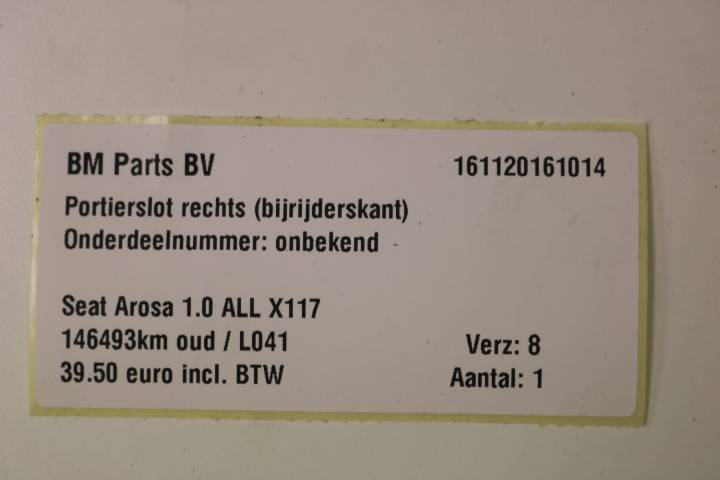 BM Parts BV 161120161014
Portierslot rechts (bijrijderskant)
Onderdeelnummer: onbekend
Seat Arosa 1.0 ALL X117
146493km oud / L041 Verz: 8
39.50 euro incl. BTW Aantal: 1